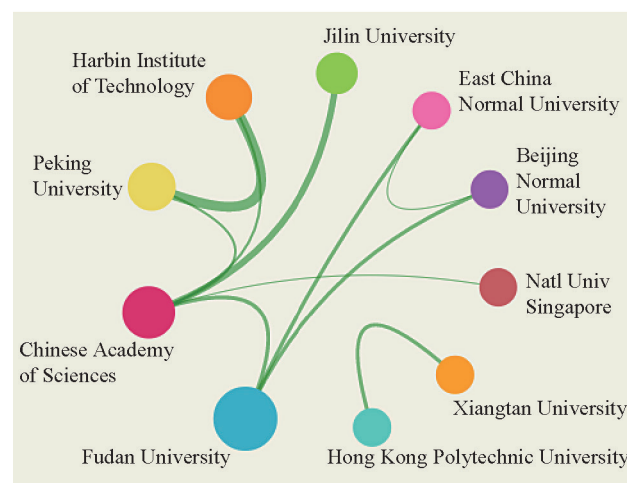 Jilin University
Harbin Institute
of Technology
East China
Normal University
Peking
University
Beijing
Normal
University
Natl Univ
Singapore
Chinese Academy
of Sciences
Xiangtan University
Fudan University
Hong Kong Polytechnic University